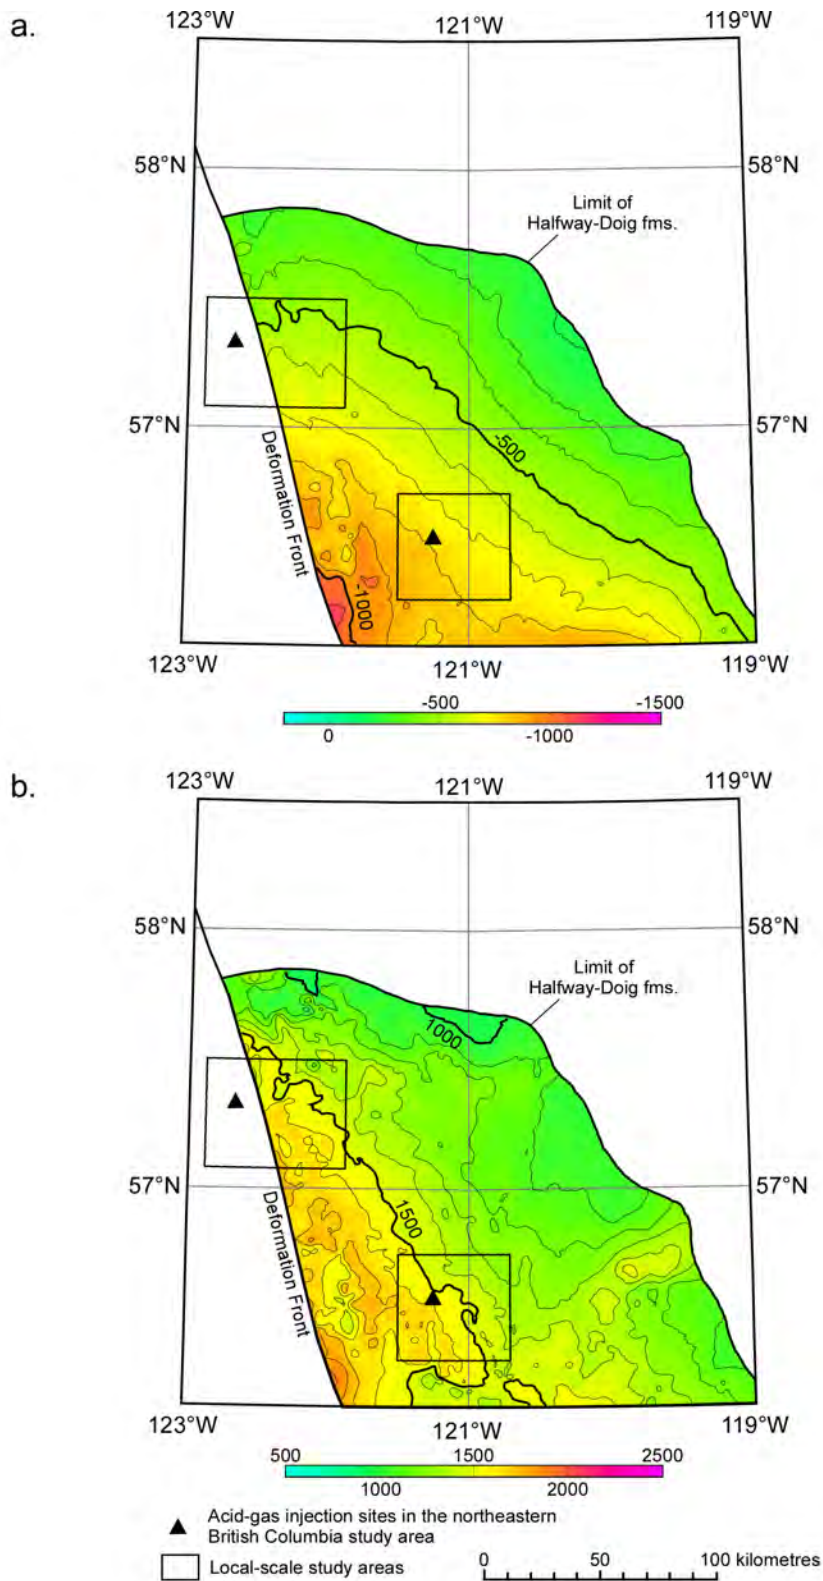 a.
123°W 121°W 119°W
Limit of
Halfway-Doig fms.
58°N 58°N
57°N 57°N
-500
Deformation Front
-1000
123°W 121°W 119°W
-500 -1500
0 -1000
b.
123°W 121°W 119°W
58°N 58°N
Limit of
Halfway-Doig fms.
1000
57°N 57°N
1500
Deformation Front
123°W 121°W 119°W
500 1500 2500
1000 2000
Acid-gas injection sites in the northeastern
British Columbia study area
Local-scale study areas
0 50 100 kilometres